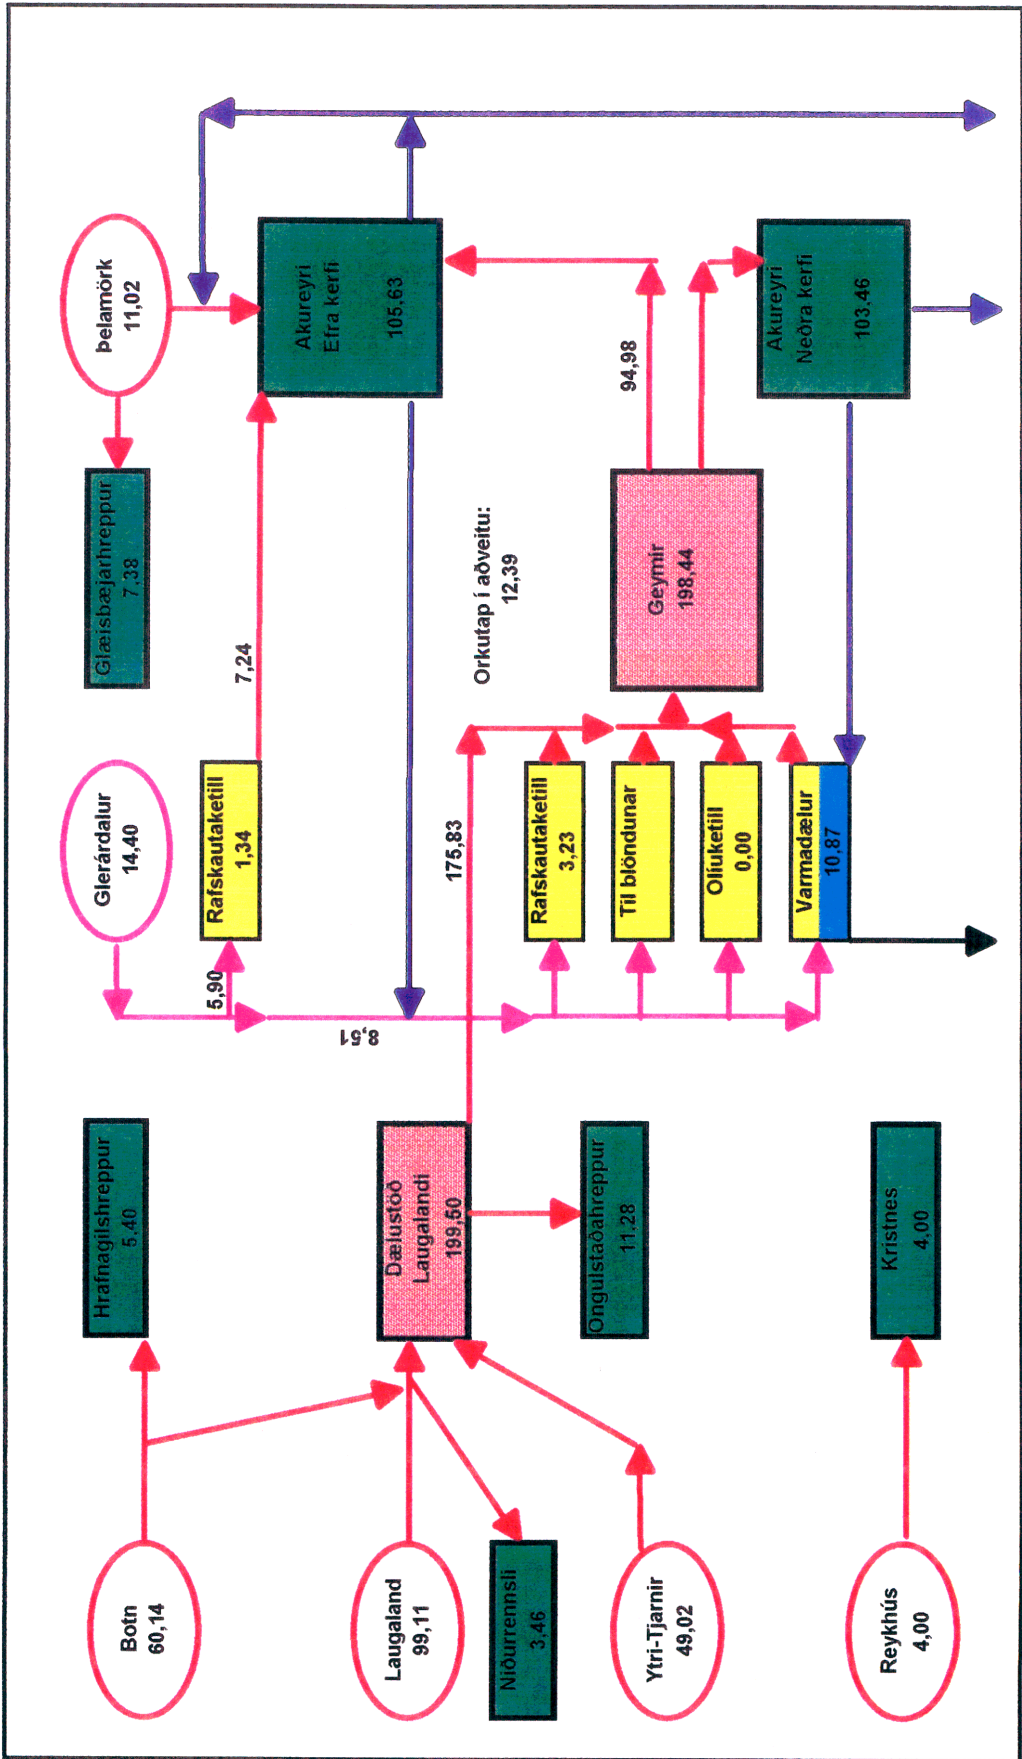 Botn
60,14
Laugaland
99,11
Niðurrennsli
3,46
Ytri-Tjarnir
49,02
Reykhús
4,00
Hrafnagilshreppur
5,40
Dælustöð
Laugalandi
199,50
Ongulstaðahreppur
11,28
Kristnes
4,00
Glerárdalur
14,40
5,90
8,51
Rafskautaketill
1,34
7,24
175,83
Rafskautaketill
3,23
Til blöndunar
Olíuketill
0,00
Varmadælur
10,87
Orkutap í aðveitu:
12,39
Glæisbæjarhreppur
7,38
Geymir
198,44
94,98
Þelamörk
11,02
Akureyri
Efra kerfi
105,63
Akureyri
Neðra kerfi
103,46